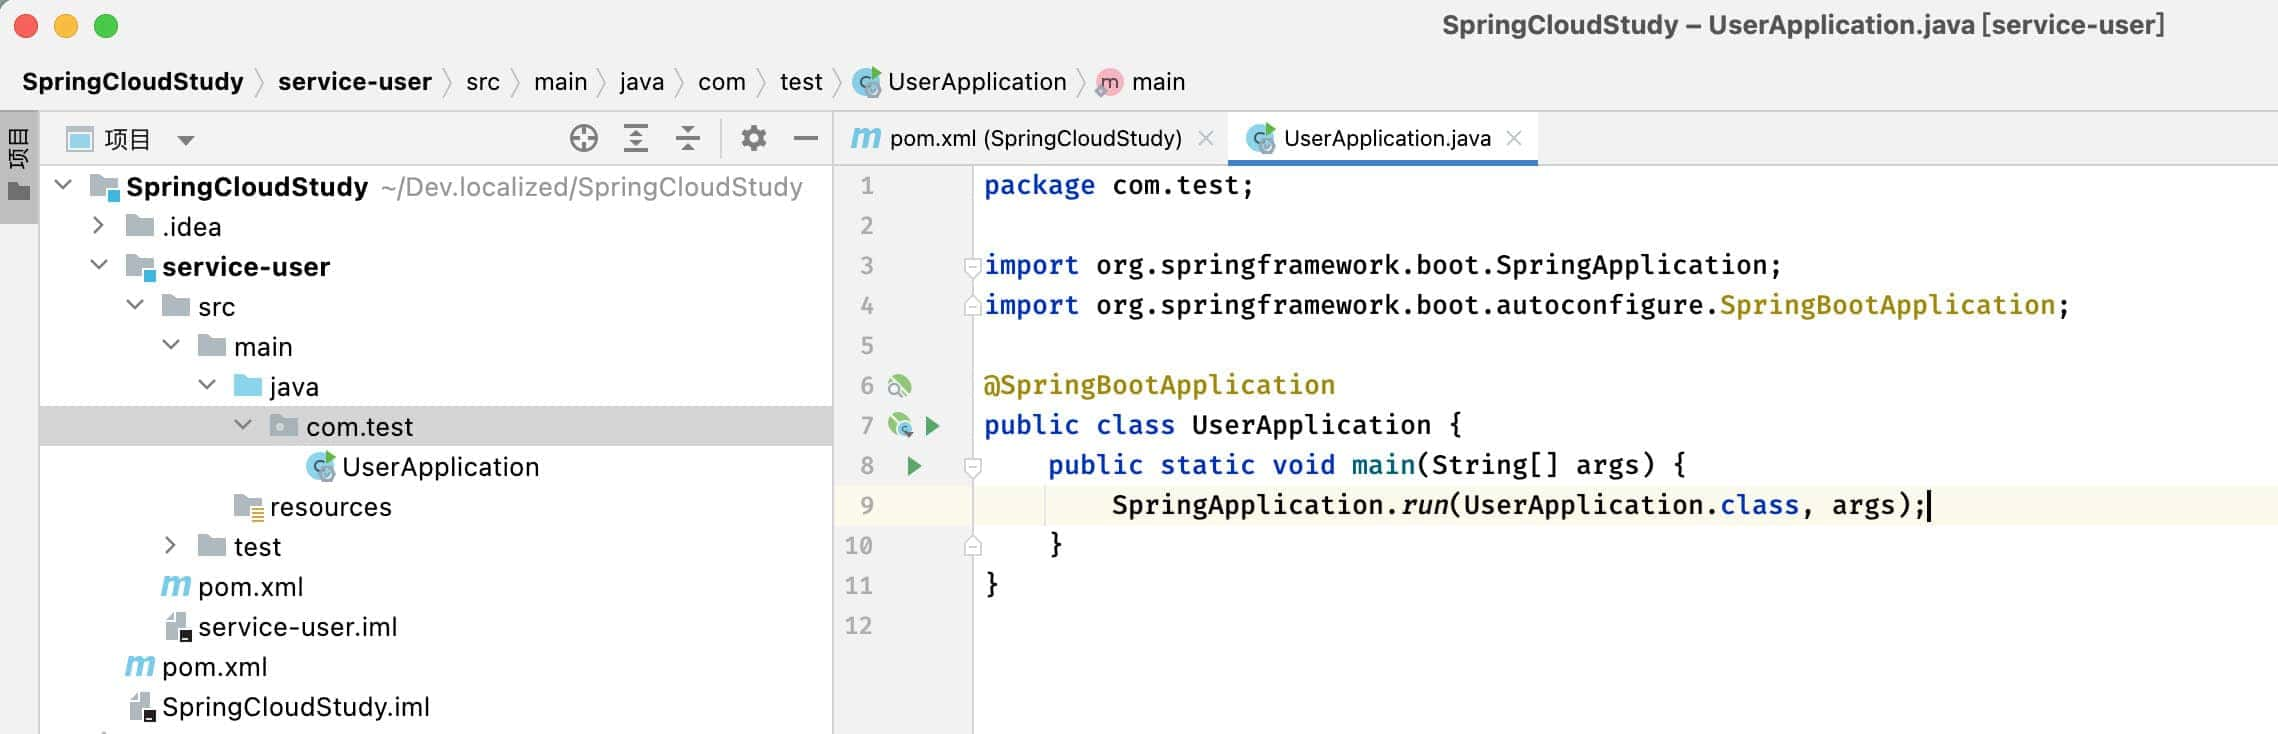 SpringCloudStudy – UserApplication.java [service-user]
SpringCloudStudy service-user src main java com test UserApplication m main
项目
项目
m pom.xml (SpringCloudStudy) UserApplication.java
SpringCloudStudy ~/Dev.localized/SpringCloudStudy
.idea
service-user
src
main
java
com.test
UserApplication
resources
test
m pom.xml
service-user.iml
m pom.xml
SpringCloudStudy.iml
1 package com.test;
2
3 import org.springframework.boot.SpringApplication;
4 import org.springframework.boot.autoconfigure.SpringBootApplication;
5
6 @SpringBootApplication
7 public class UserApplication {
8 public static void main(String[] args) {
9 SpringApplication.run(UserApplication.class, args);
10 }
11 }
12